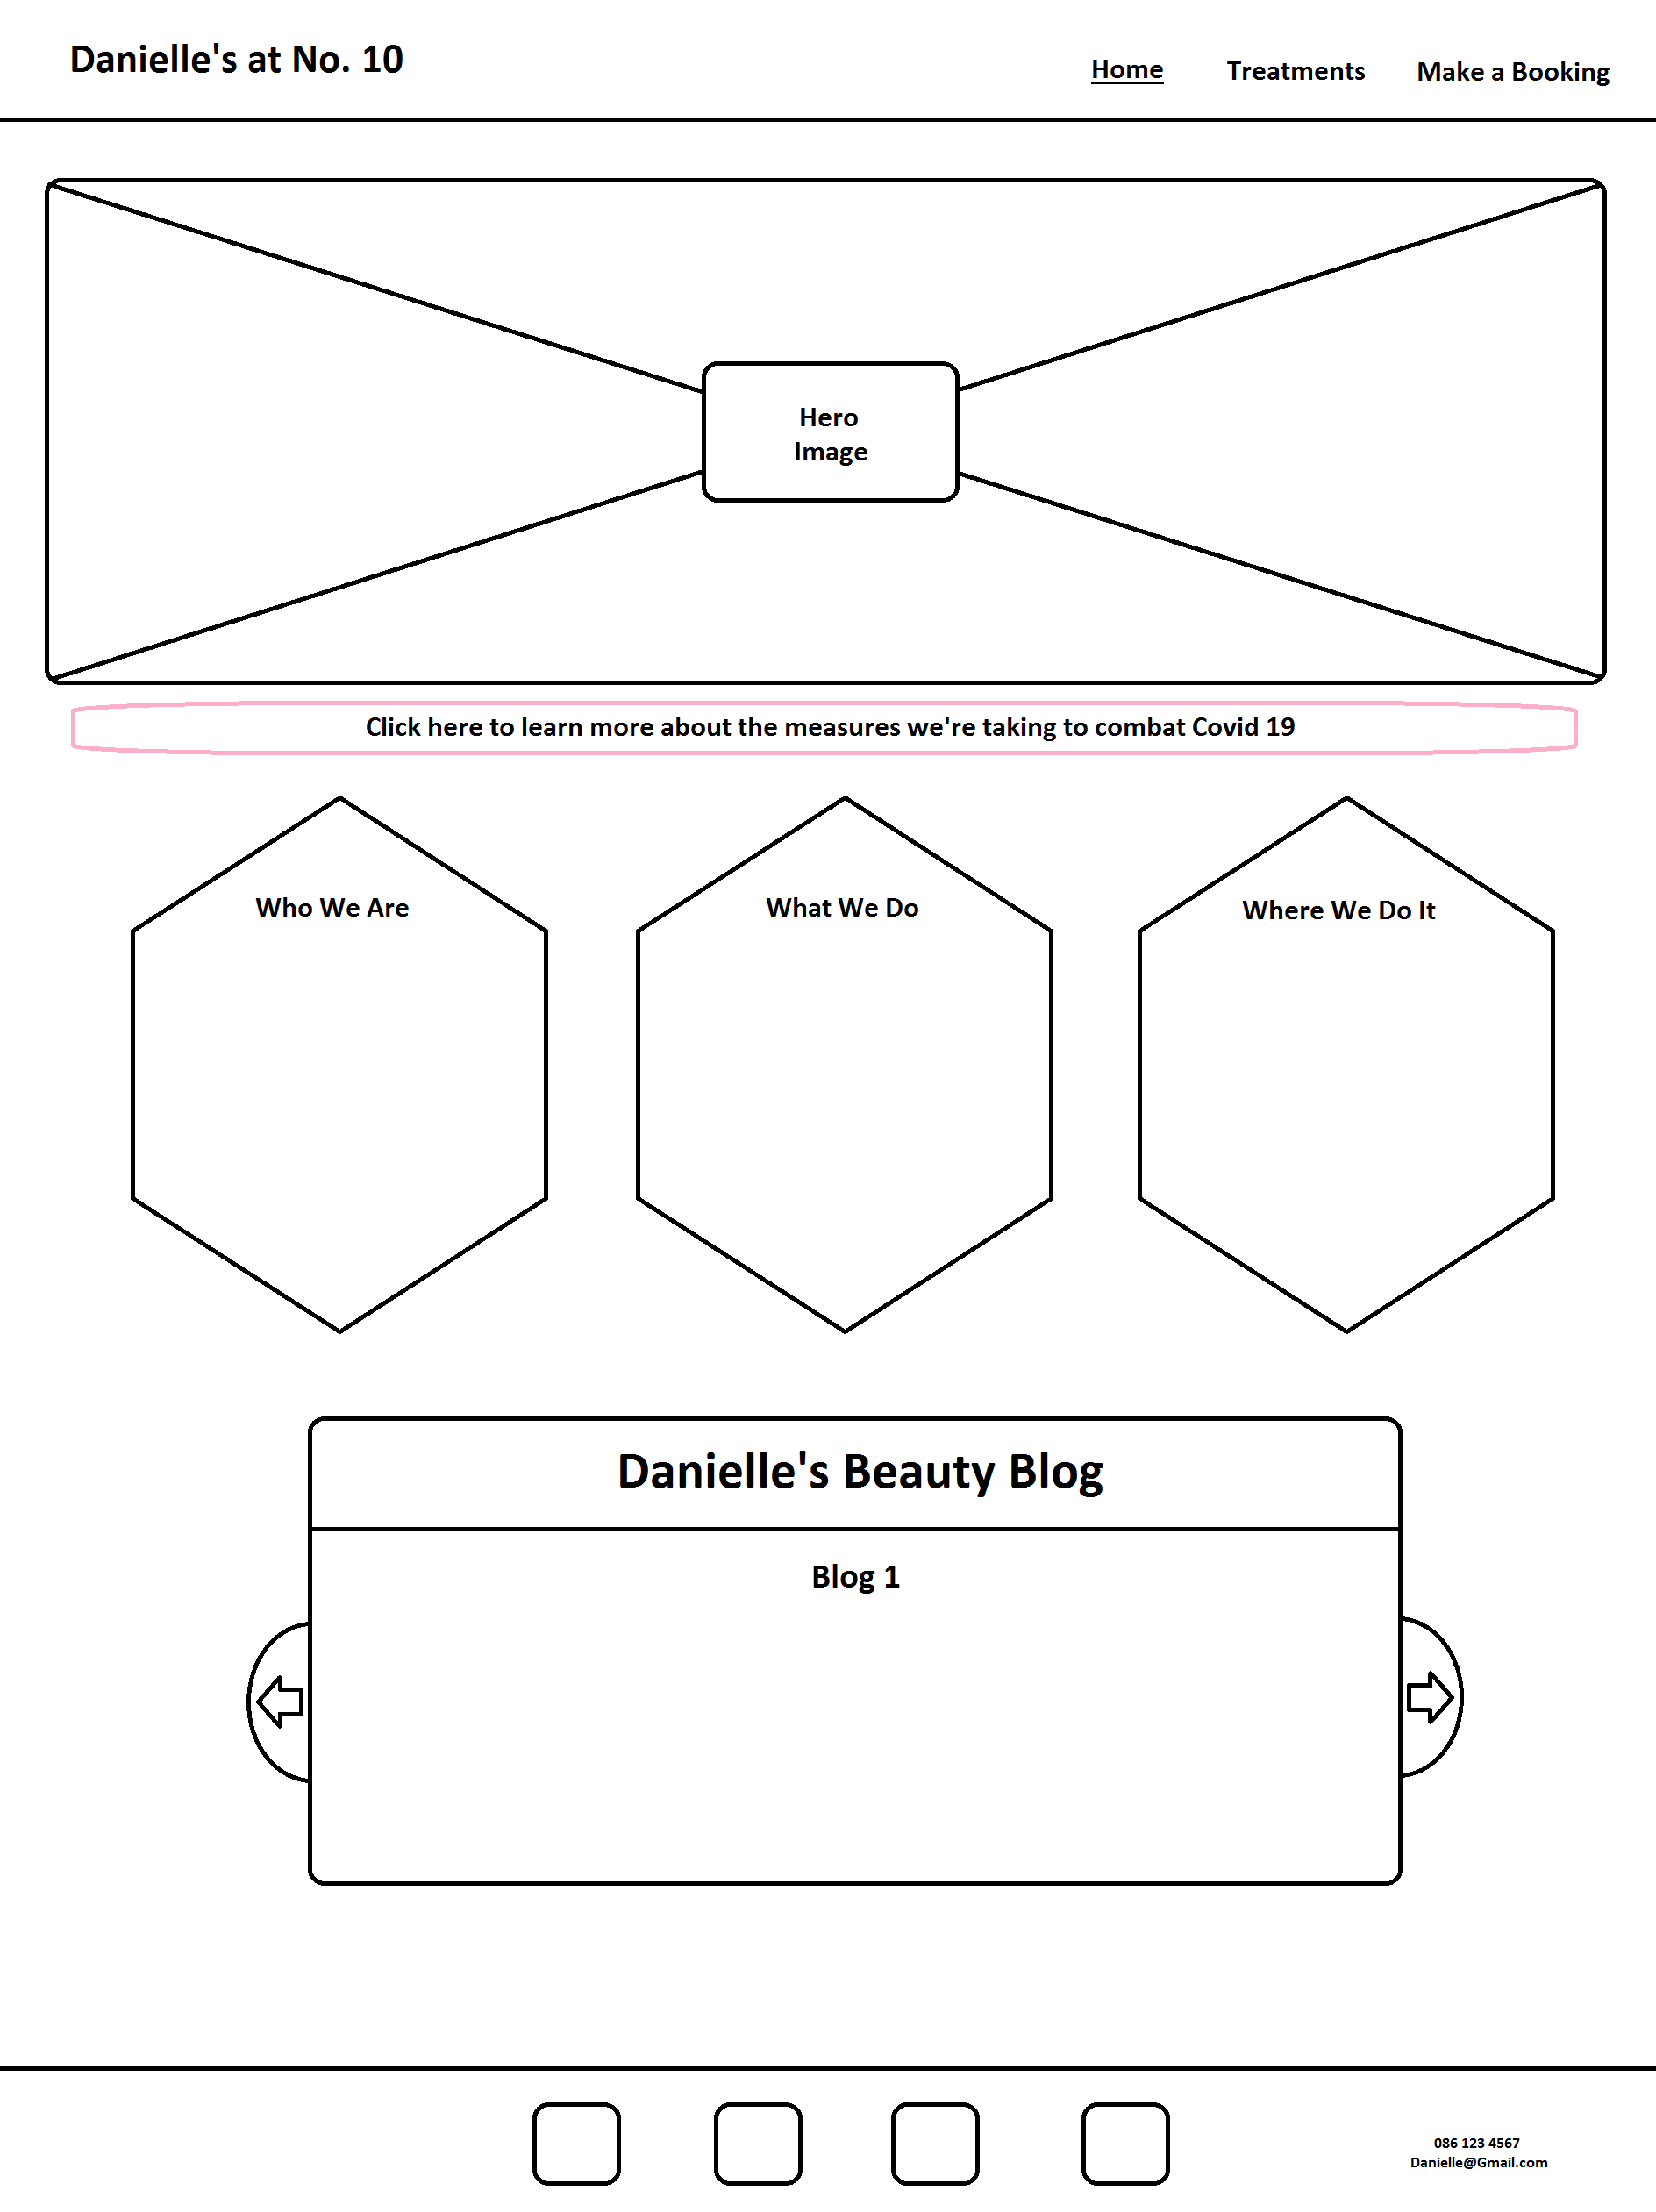 Danielle's at No. 10
Home
Treatments
Make a Booking
Hero
Image
Click here to learn more about the measures we're taking to combat Covid 19
Who We Are
What We Do
Where We Do It
Danielle's Beauty Blog
Blog 1
086 123 4567
Danielle@Gmail.com